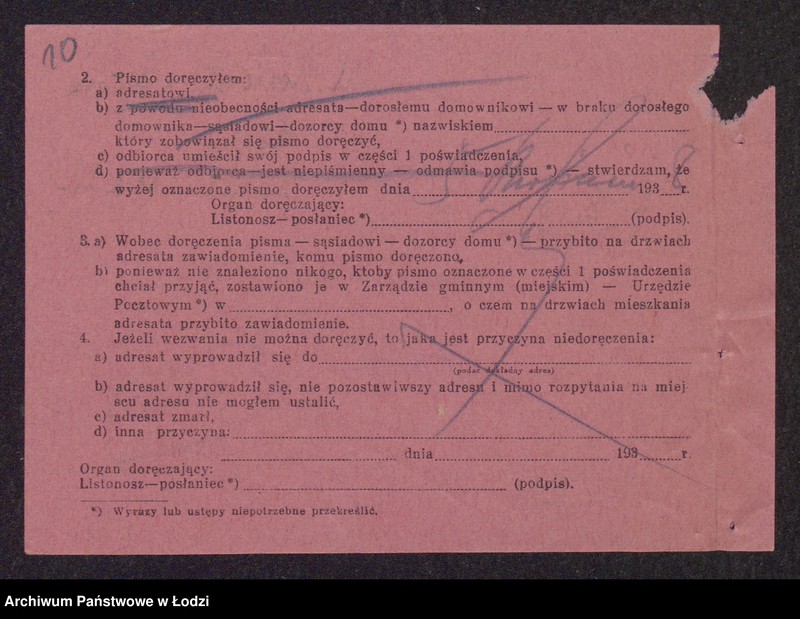 10
2. Pismo doręczyłem:
a) adresatowi,
b) z powodu nieobecności adresata—dorosłemu domownikowi — w braku dorosłego
domownika—sąsiadowi—dozorcy domu *) nazwiskiem
który zobowiązał się pismo doręczyć,
c) odbiorca umieścił swój podpis w części 1 poświadczenia,
d) ponieważ odbiorca—jest niepiśmienny — odmawia podpisu *) — stwierdzam, że
wyżej oznaczone pismo doręczyłem dnia 193 8 r.
Organ doręczający:
Listonosz—posłaniec *) (podpis).
3. a) Wobec doręczenia pisma — sąsiadowi — dozorcy domu *) — przybito na drzwiach
adresata zawiadomienie, komu pismo doręczono,
b) ponieważ nie znaleziono nikogo, ktoby pismo oznaczone w części 1 poświadczenia
chciał przyjąć, zostawiono je w Zarządzie gminnym (miejskim) — Urzędzie
Pocztowym *) w , o czem na drzwiach mieszkania
adresata przybito zawiadomienie.
4. Jeżeli wezwania nie można doręczyć, to jaka jest przyczyna niedoręczenia:
a) adresat wyprowadził się do
(podać dokładny adres)
b) adresat wyprowadził się, nie pozostawiwszy adresu i mimo rozpytania na miej
scu adresu nie mogłem ustalić,
c) adresat zmarł,
d) inna przyczyna:
dnia 193 r.
Organ doręczający:
Listonosz—posłaniec *) (podpis).
*) Wyrazy lub ustępy niepotrzebne przekreślić.
Archiwum Państwowe w Łodzi